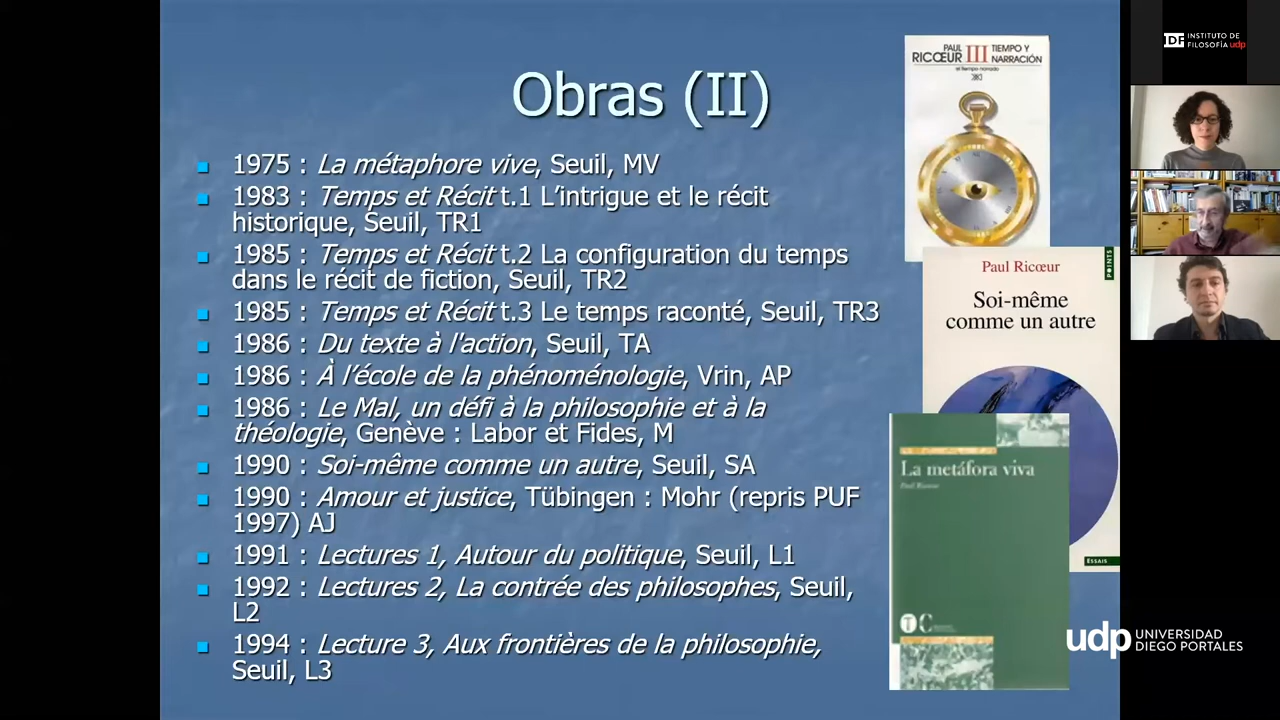 Obras (II)
1975 : La métaphore vive, Seuil, MV
1983 : Temps et Récit t.1 L’intrigue et le récit
historique, Seuil, TR1
1985 : Temps et Récit t.2 La configuration du temps
dans le récit de fiction, Seuil, TR2
1985 : Temps et Récit t.3 Le temps raconté, Seuil, TR3
1986 : Du texte à l'action, Seuil, TA
1986 : À l’école de la phénoménologie, Vrin, AP
1986 : Le Mal, un défi à la philosophie et à la
théologie, Genève : Labor et Fides, M
1990 : Soi-même comme un autre, Seuil, SA
1990 : Amour et justice, Tübingen : Mohr (repris PUF
1997) AJ
1991 : Lectures 1, Autour du politique, Seuil, L1
1992 : Lectures 2, La contrée des philosophes, Seuil,
L2
1994 : Lecture 3, Aux frontières de la philosophie,
Seuil, L3
PAUL RICŒUR III TIEMPO Y NARRACIÓN
el tiempo narrado
POINTS
Paul Ricœur
Soi-même
comme un autre
ESSAIS
La metáfora viva
Paul Ricoeur
IDF INSTITUTO DE
FILOSOFÍA udp
udp UNIVERSIDAD
DIEGO PORTALES